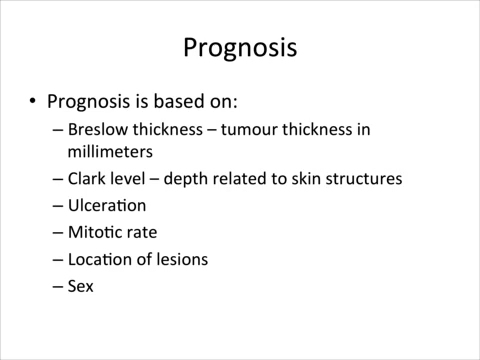 Prognosis
• Prognosis is based on:
– Breslow thickness – tumour thickness in
millimeters
– Clark level – depth related to skin structures
– Ulceration
– Mitotic rate
– Location of lesions
– Sex